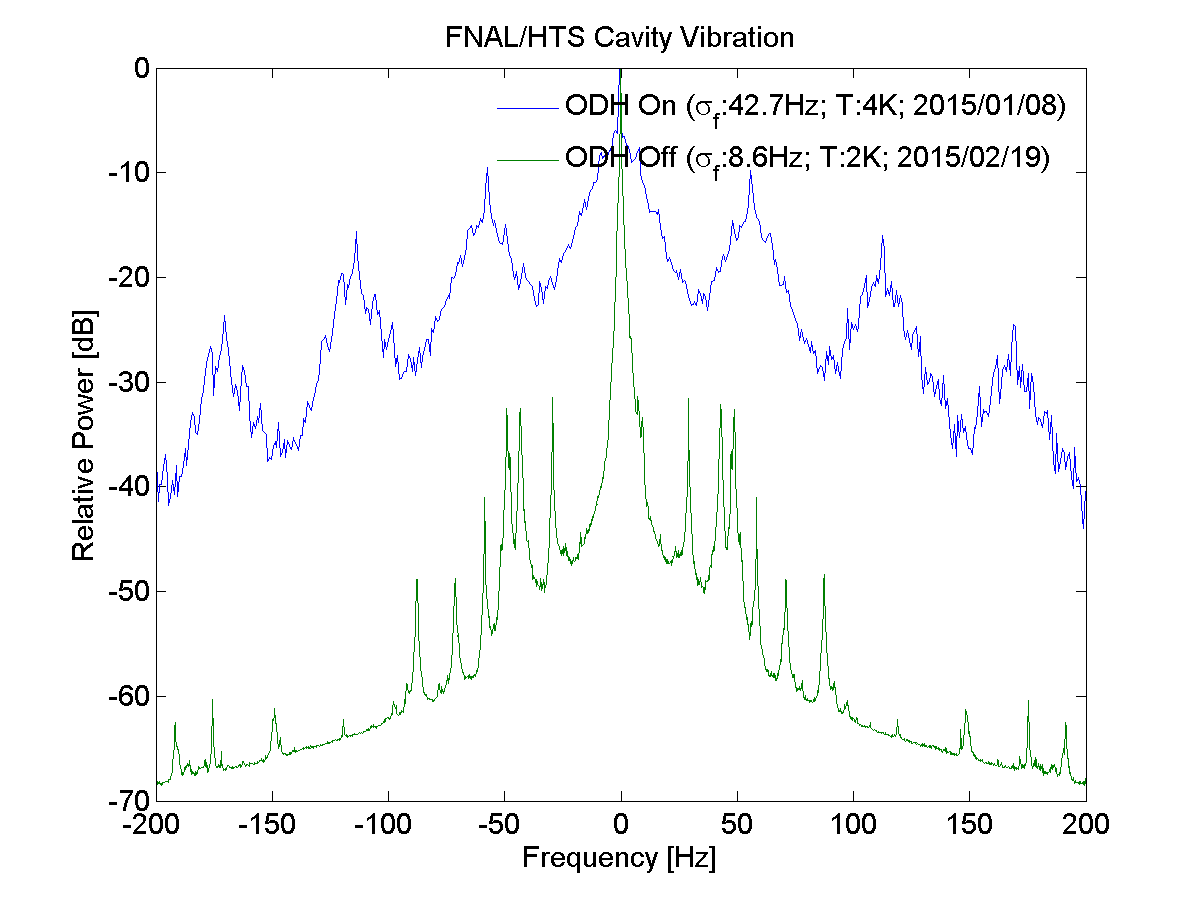 FNAL/HTS Cavity Vibration
ODH On (σf:42.7Hz; T:4K; 2015/01/08)
ODH Off (σf:8.6Hz; T:2K; 2015/02/19)
Relative Power [dB]
0
-10
-20
-30
-40
-50
-60
-70
-200 -150 -100 -50 0 50 100 150 200
Frequency [Hz]